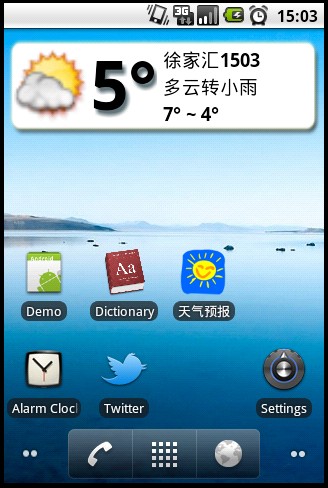 3G 15:03
5°
徐家汇1503
多云转小雨
7° ~ 4°
Android
Aa
Demo
Dictionary
天气预报
Alarm Cloc
Twitter
Settings